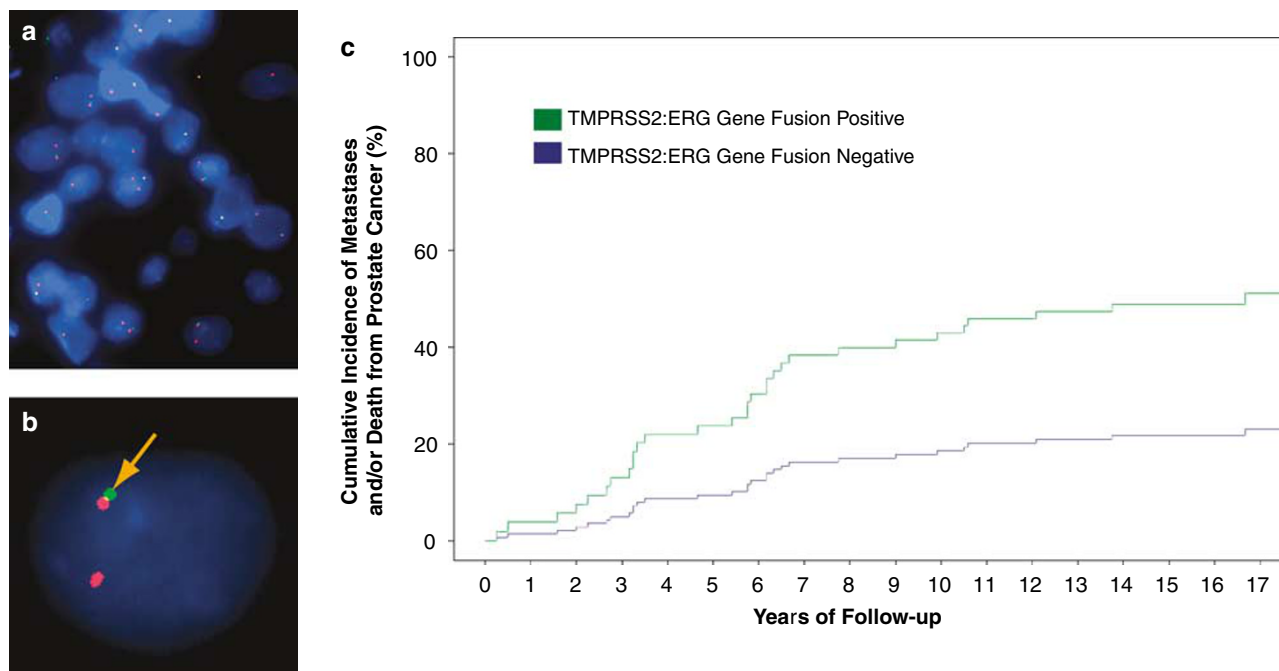 a
b
c
Cumulative Incidence of Metastases
and/or Death from Prostate Cancer (%)
100
80
60
40
20
0
TMPRSS2:ERG Gene Fusion Positive
TMPRSS2:ERG Gene Fusion Negative
0 1 2 3 4 5 6 7 8 9 10 11 12 13 14 15 16 17
Years of Follow-up